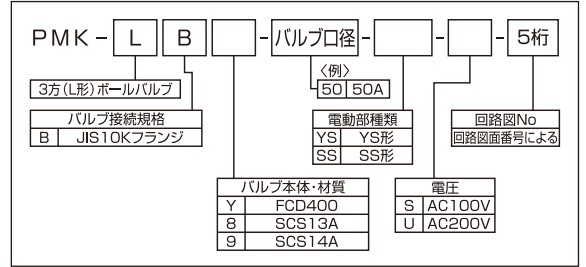 PMK-LB□-バルブ口径-□-□-5桁
3方(L形)ボールバルブ
〈例〉
50 50A
バルブ接続規格
B JIS10Kフランジ
電動部種類
YS YS形
SS SS形
回路図No
回路図面番号による
バルブ本体・材質
Y FCD400
8 SCS13A
9 SCS14A
電圧
S AC100V
U AC200V